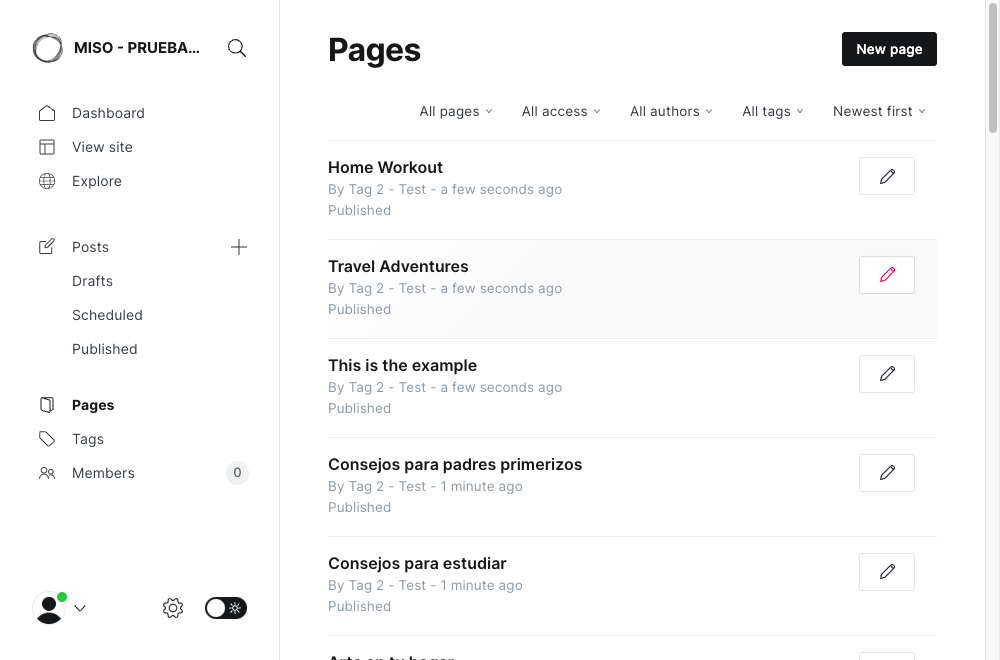 MISO - PRUEBA...
Dashboard
View site
Explore
Posts
Drafts
Scheduled
Published
Pages
Tags
Members
0
Pages
New page
All pages
All access
All authors
All tags
Newest first
Home Workout
By Tag 2 - Test - a few seconds ago
Published
Travel Adventures
By Tag 2 - Test - a few seconds ago
Published
This is the example
By Tag 2 - Test - a few seconds ago
Published
Consejos para padres primerizos
By Tag 2 - Test - 1 minute ago
Published
Consejos para estudiar
By Tag 2 - Test - 1 minute ago
Published